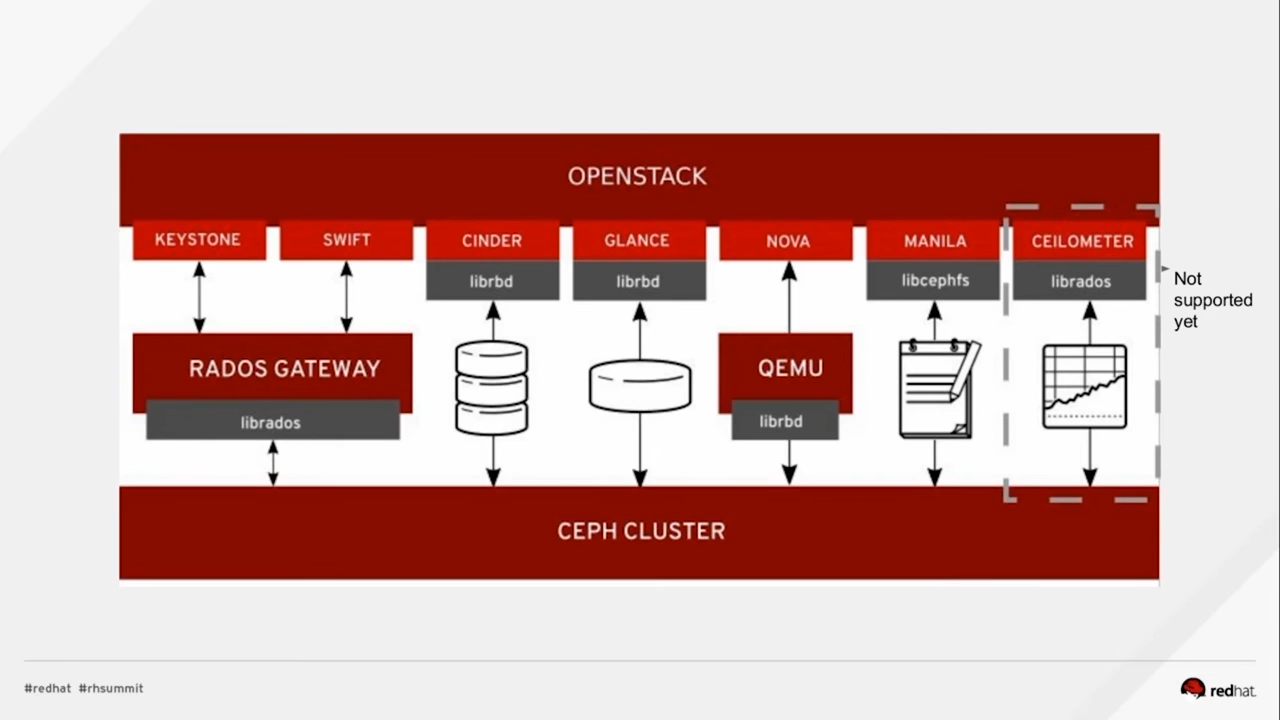 OPENSTACK
KEYSTONE SWIFT CINDER GLANCE NOVA MANILA CEILOMETER
librbd librbd libcephfs librados
Not
supported
yet
RADOS GATEWAY QEMU
librados librbd
CEPH CLUSTER
#redhat #rhsummit
redhat.